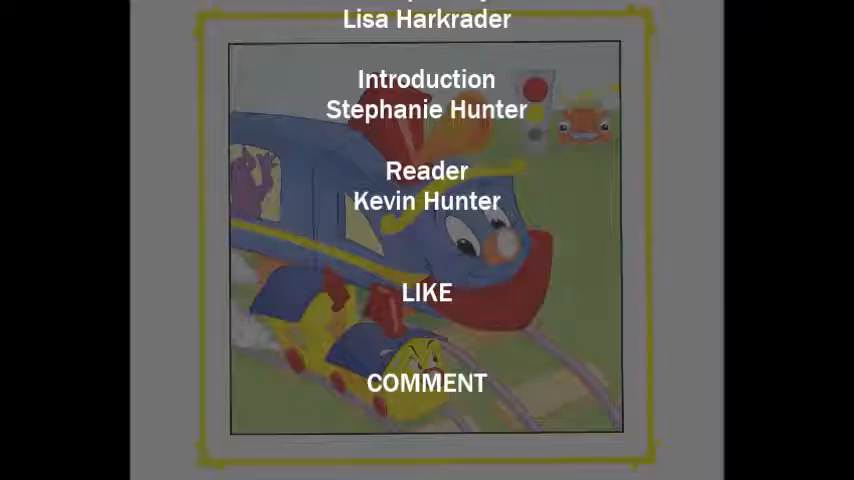 Lisa Harkrader
Introduction
Stephanie Hunter
Reader
Kevin Hunter
LIKE
COMMENT